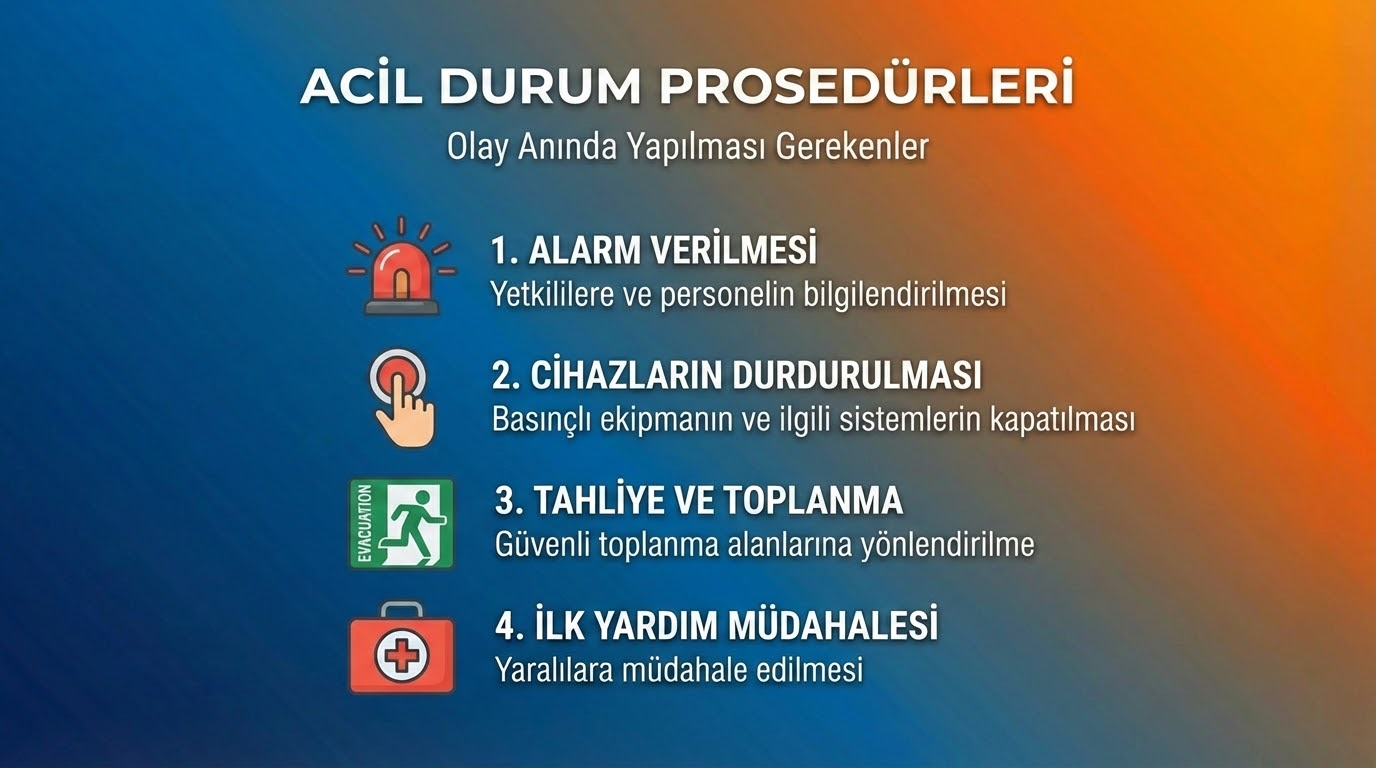 ACİL DURUM PROSEDÜRLERİ
Olay Anında Yapılması Gerekenler
1. ALARM VERİLMESİ
Yetkililere ve personelin bilgilendirilmesi
2. CİHAZLARIN DURDURULMASI
Basınçlı ekipmanın ve ilgili sistemlerin kapatılması
EVACUATION
3. TAHLİYE VE TOPLANMA
Güvenli toplanma alanlarına yönlendirilme
4. İLK YARDIM MÜDAHALESİ
Yaralılara müdahale edilmesi